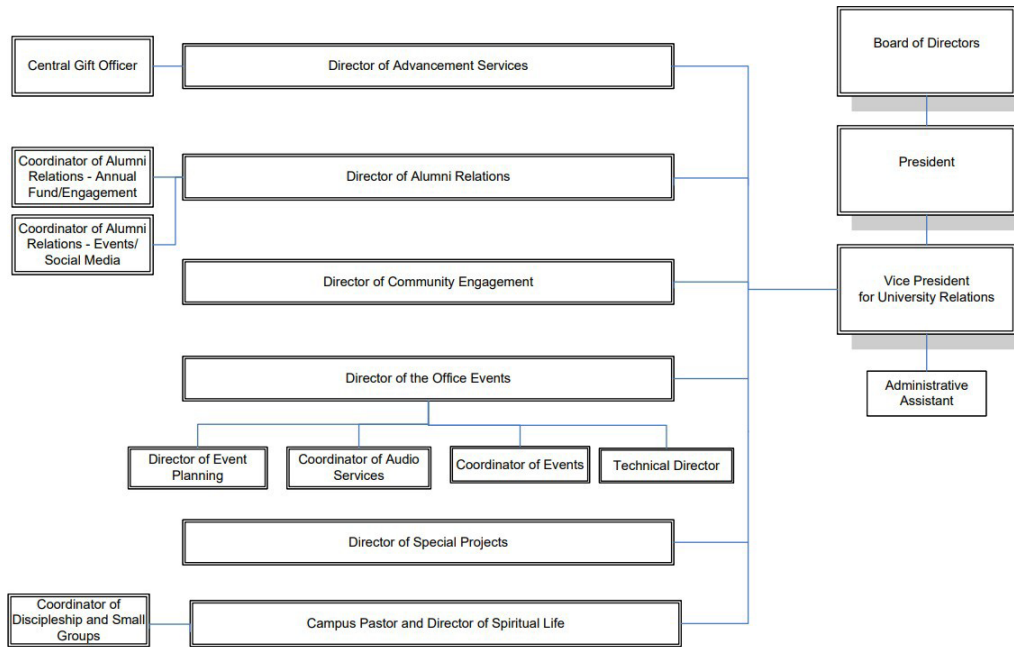 Board of Directors
Central Gift Officer
Director of Advancement Services
President
Coordinator of Alumni
Relations - Annual
Fund/Engagement
Director of Alumni Relations
Coordinator of Alumni
Relations - Events/
Social Media
Director of Community Engagement
Vice President
for University Relations
Director of the Office Events
Administrative
Assistant
Director of Event
Planning
Coordinator of Audio
Services
Coordinator of Events
Technical Director
Director of Special Projects
Coordinator of
Discipleship and Small
Groups
Campus Pastor and Director of Spiritual Life